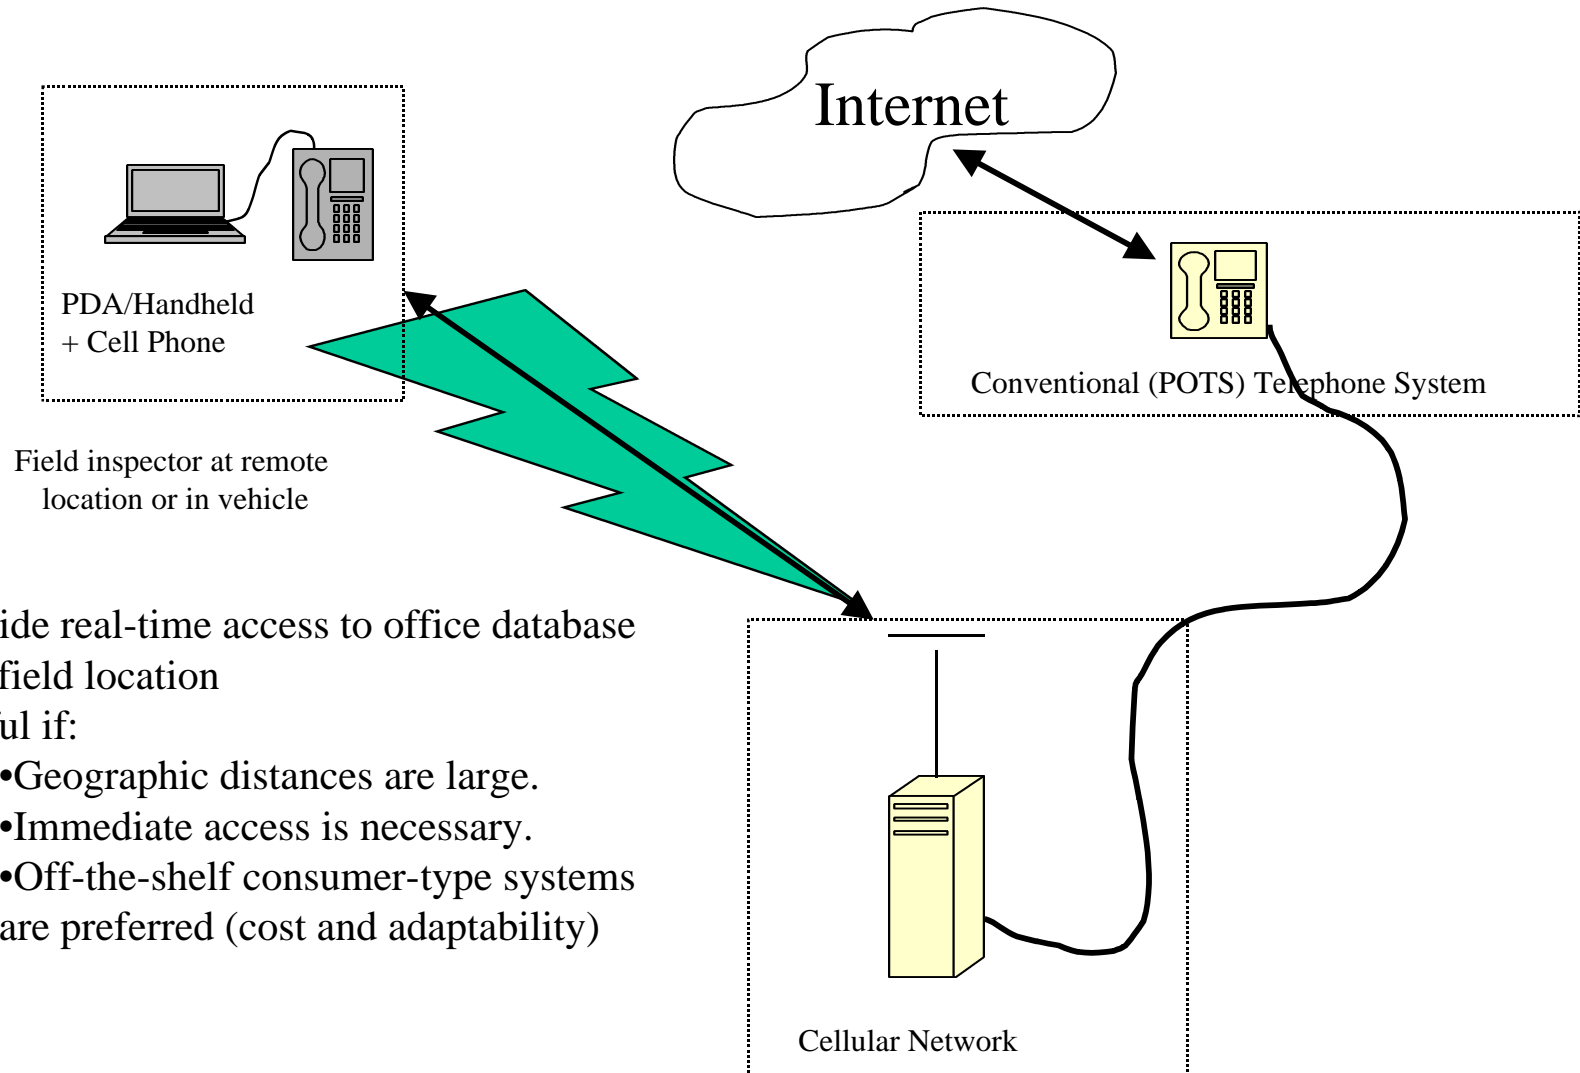 Internet
PDA/Handheld
+ Cell Phone
Conventional (POTS) Telephone System
Field inspector at remote
location or in vehicle
ide real-time access to office database
field location
ul if:
•Geographic distances are large.
•Immediate access is necessary.
•Off-the-shelf consumer-type systems
are preferred (cost and adaptability)
Cellular Network